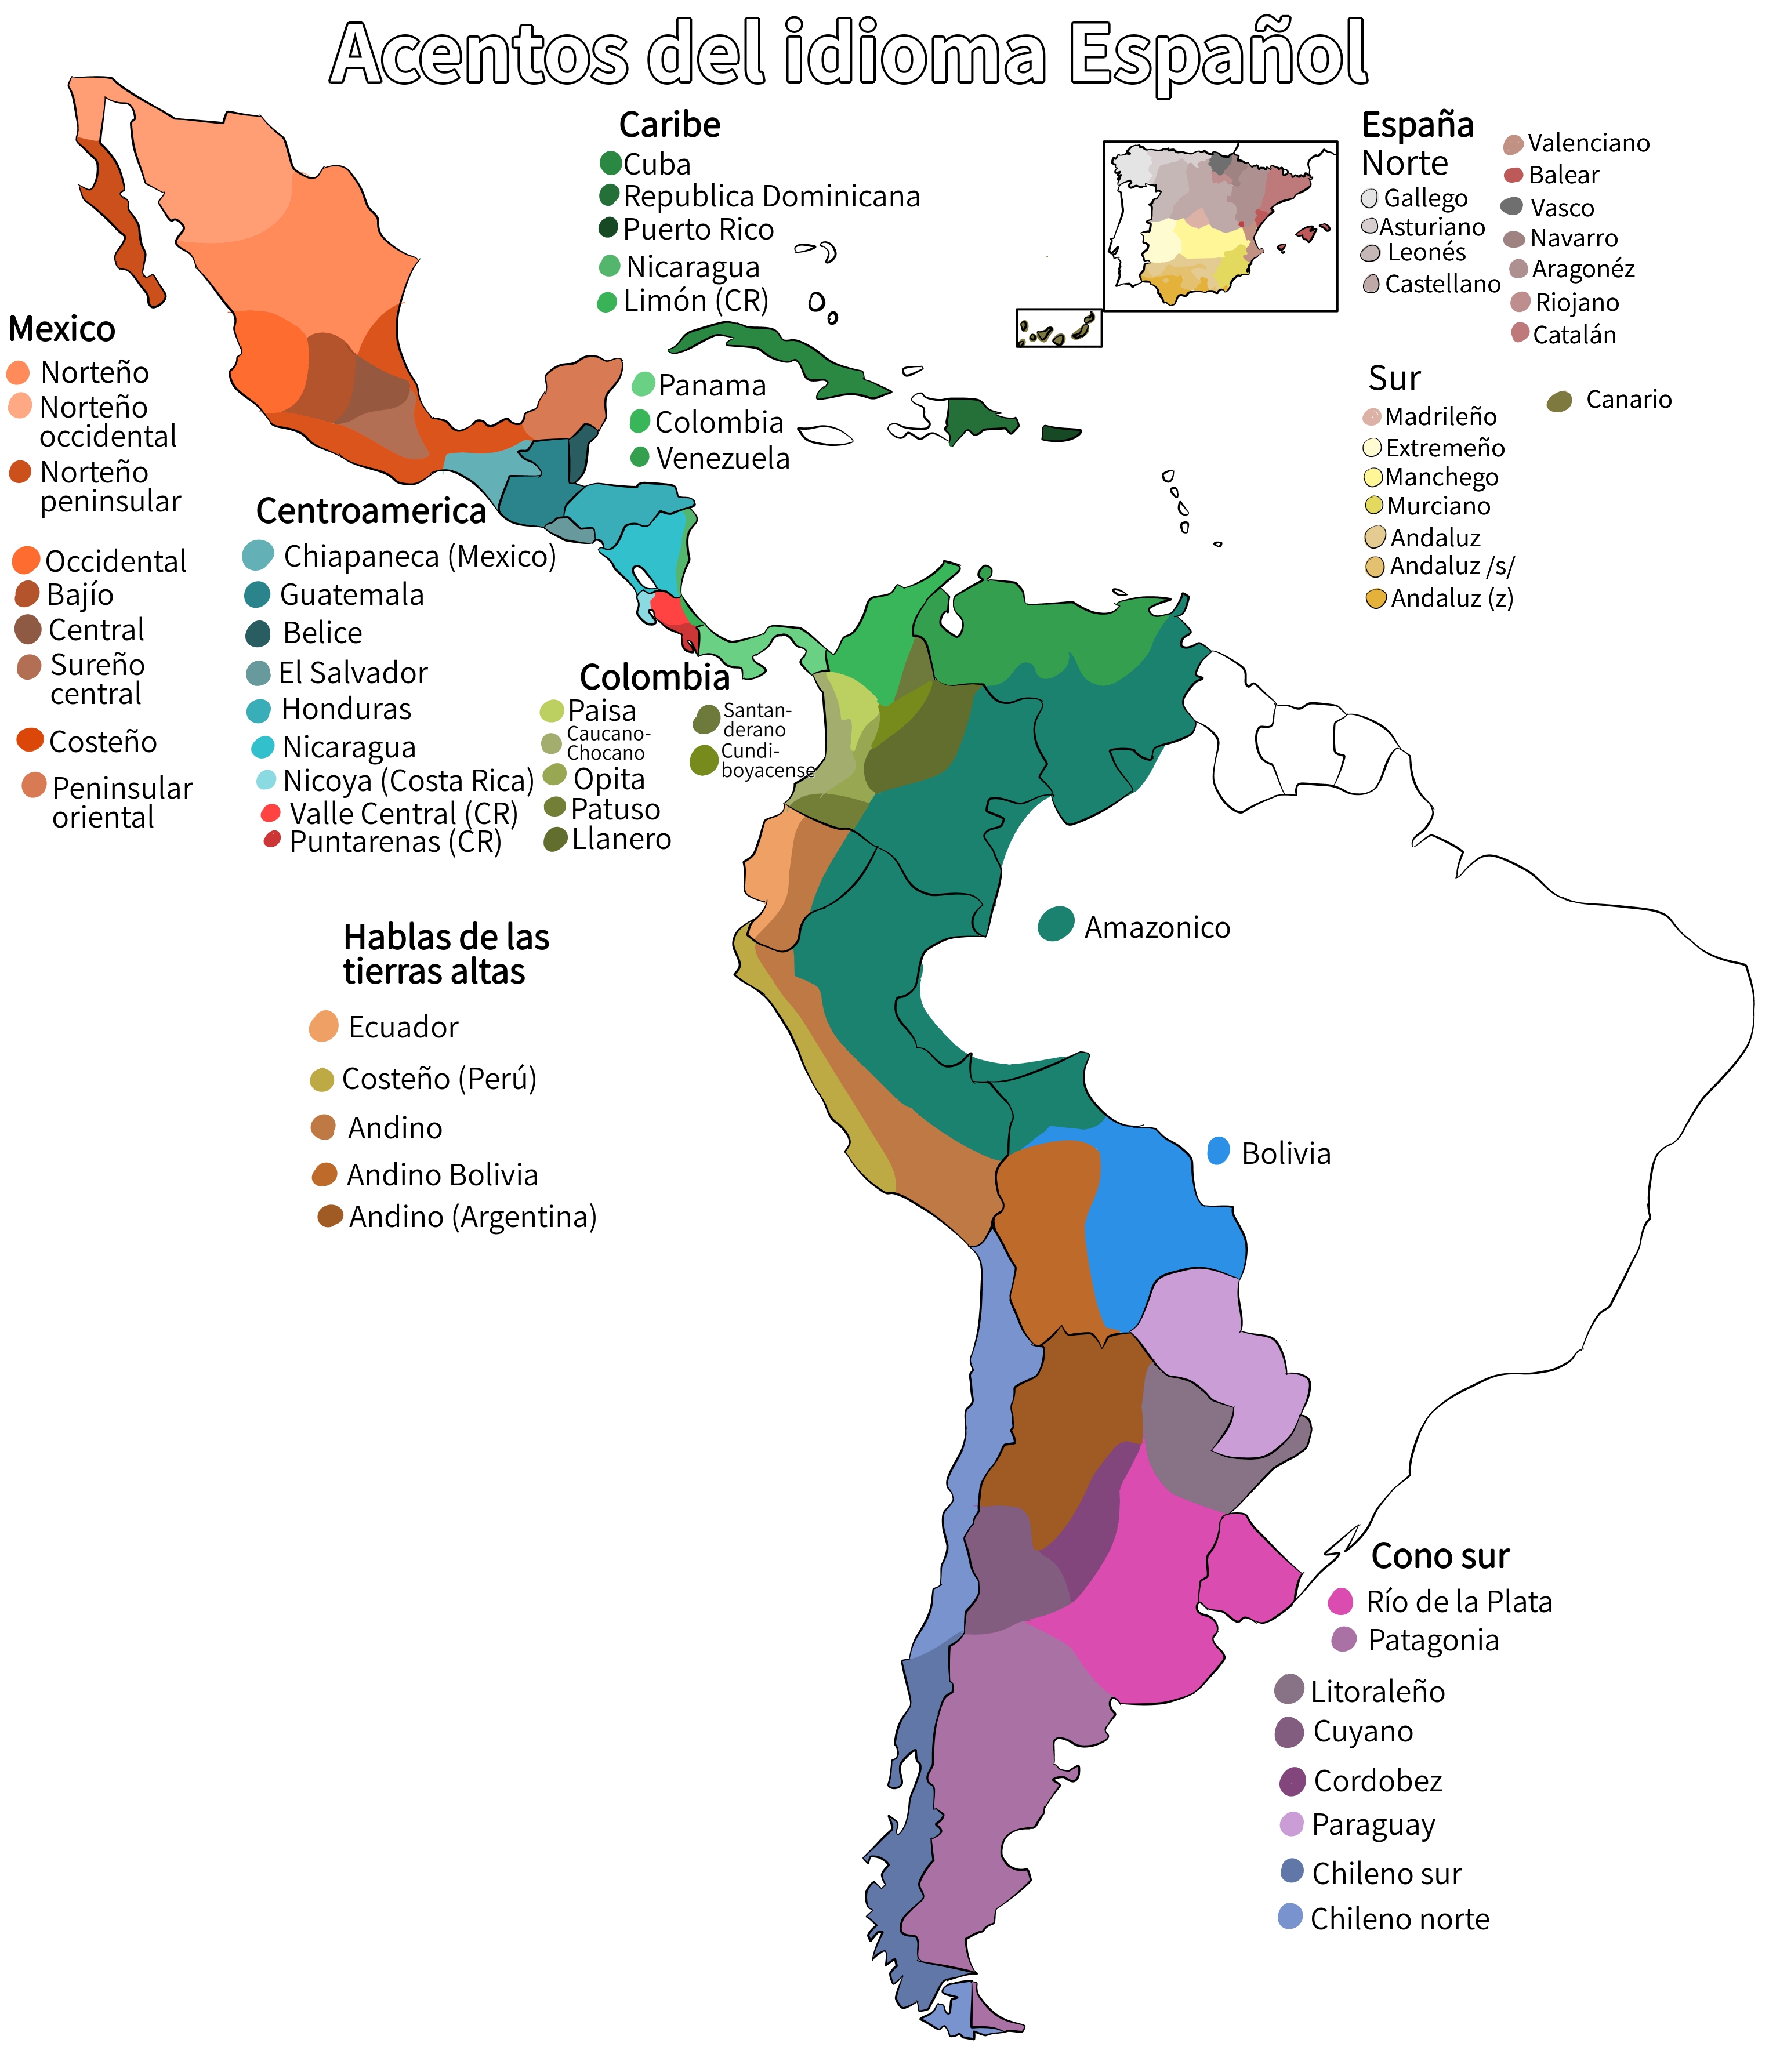 Acentos del idioma Español
Caribe
Cuba
Republica Dominicana
Puerto Rico
Nicaragua
Limón (CR)
Panama
Colombia
Venezuela
España
Norte
Gallego
Asturiano
Leonés
Castellano
Valenciano
Balear
Vasco
Navarro
Aragonéz
Riojano
Catalán
Sur
Madrileño
Extremeño
Manchego
Murciano
Andaluz
Andaluz /s/
Andaluz (z)
Canario
Mexico
Norteño
Norteño
occidental
Norteño
peninsular
Occidental
Bajío
Central
Sureño
central
Costeño
Peninsular
oriental
Centroamerica
Chiapaneca (Mexico)
Guatemala
Belice
El Salvador
Honduras
Nicaragua
Nicoya (Costa Rica)
Valle Central (CR)
Puntarenas (CR)
Colombia
Paisa
Caucano-
Chocano
Opita
Patuso
Llanero
Santan-
derano
Cundi-
boyacense
Hablas de las
tierras altas
Ecuador
Costeño (Perú)
Andino
Andino Bolivia
Andino (Argentina)
Amazonico
Bolivia
Cono sur
Río de la Plata
Patagonia
Litoraleño
Cuyano
Cordobez
Paraguay
Chileno sur
Chileno norte